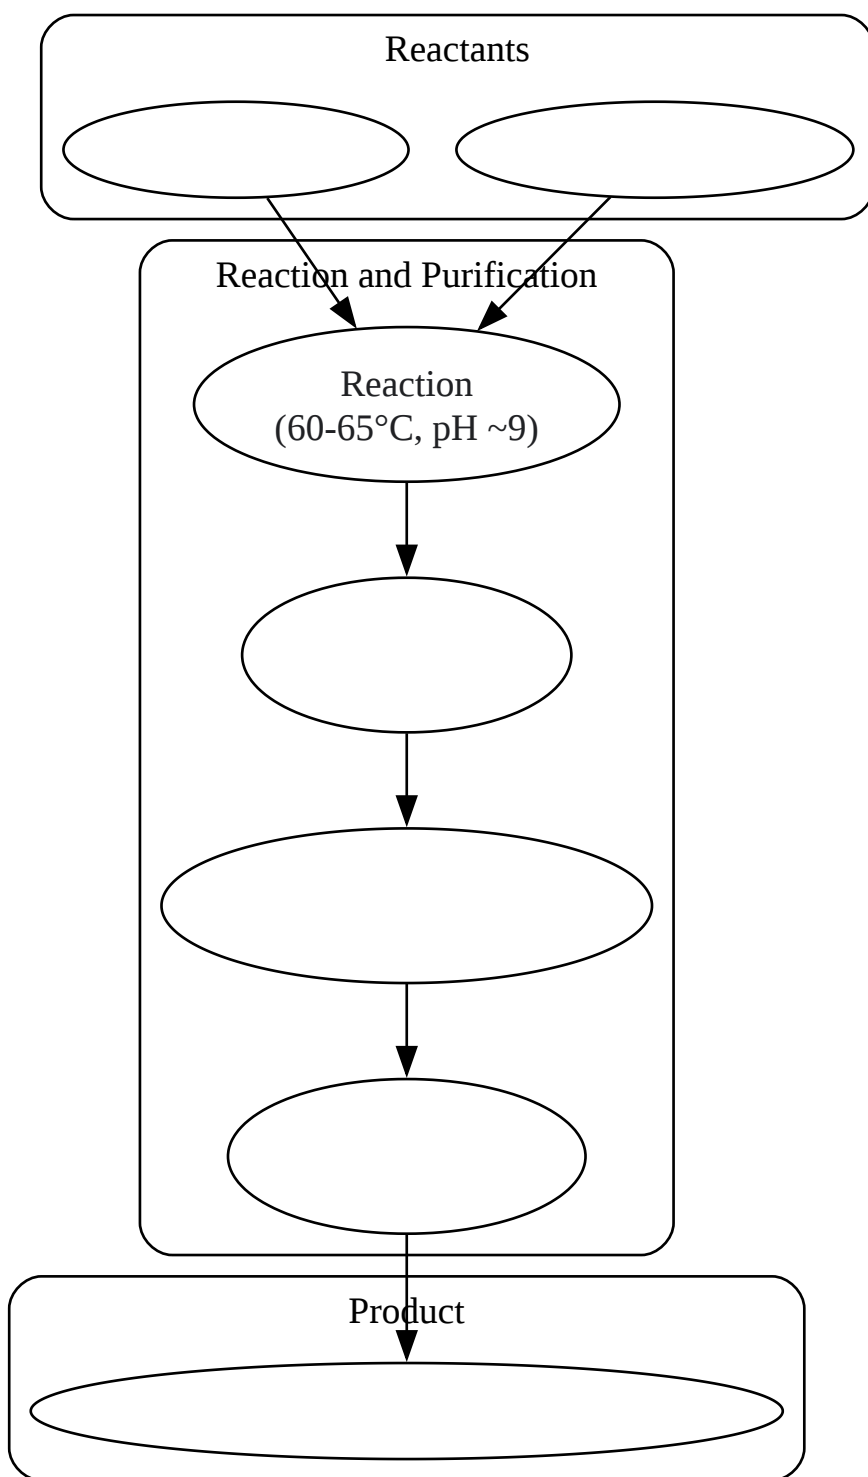 Reactants
Reaction and Purification
Reaction
(60-65°C, pH ~9)
Product